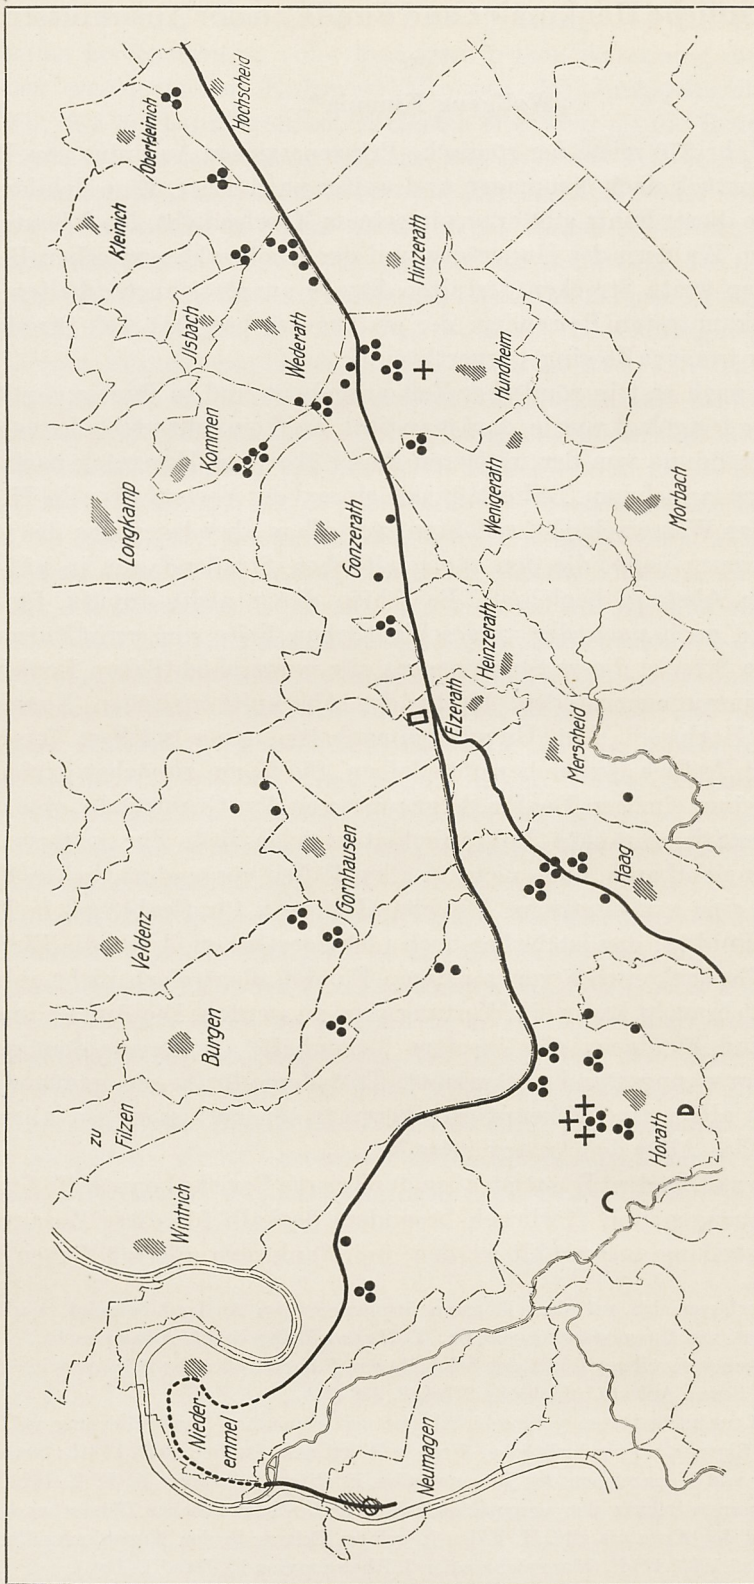 Hochscheid
Oberkleinich
Kleinich
Hinzerath
Jlsbach
Wederath
Hundheim
Kommen
Longkamp
Wenigerath
Morbach
Gonzerath
Heinzerath
Elzerath
Merscheid
Gornhausen
Haag
Veldenz
Burgen
zu
Filzen
Horath
D
Wintrich
Nieder-
emmel
Neumagen